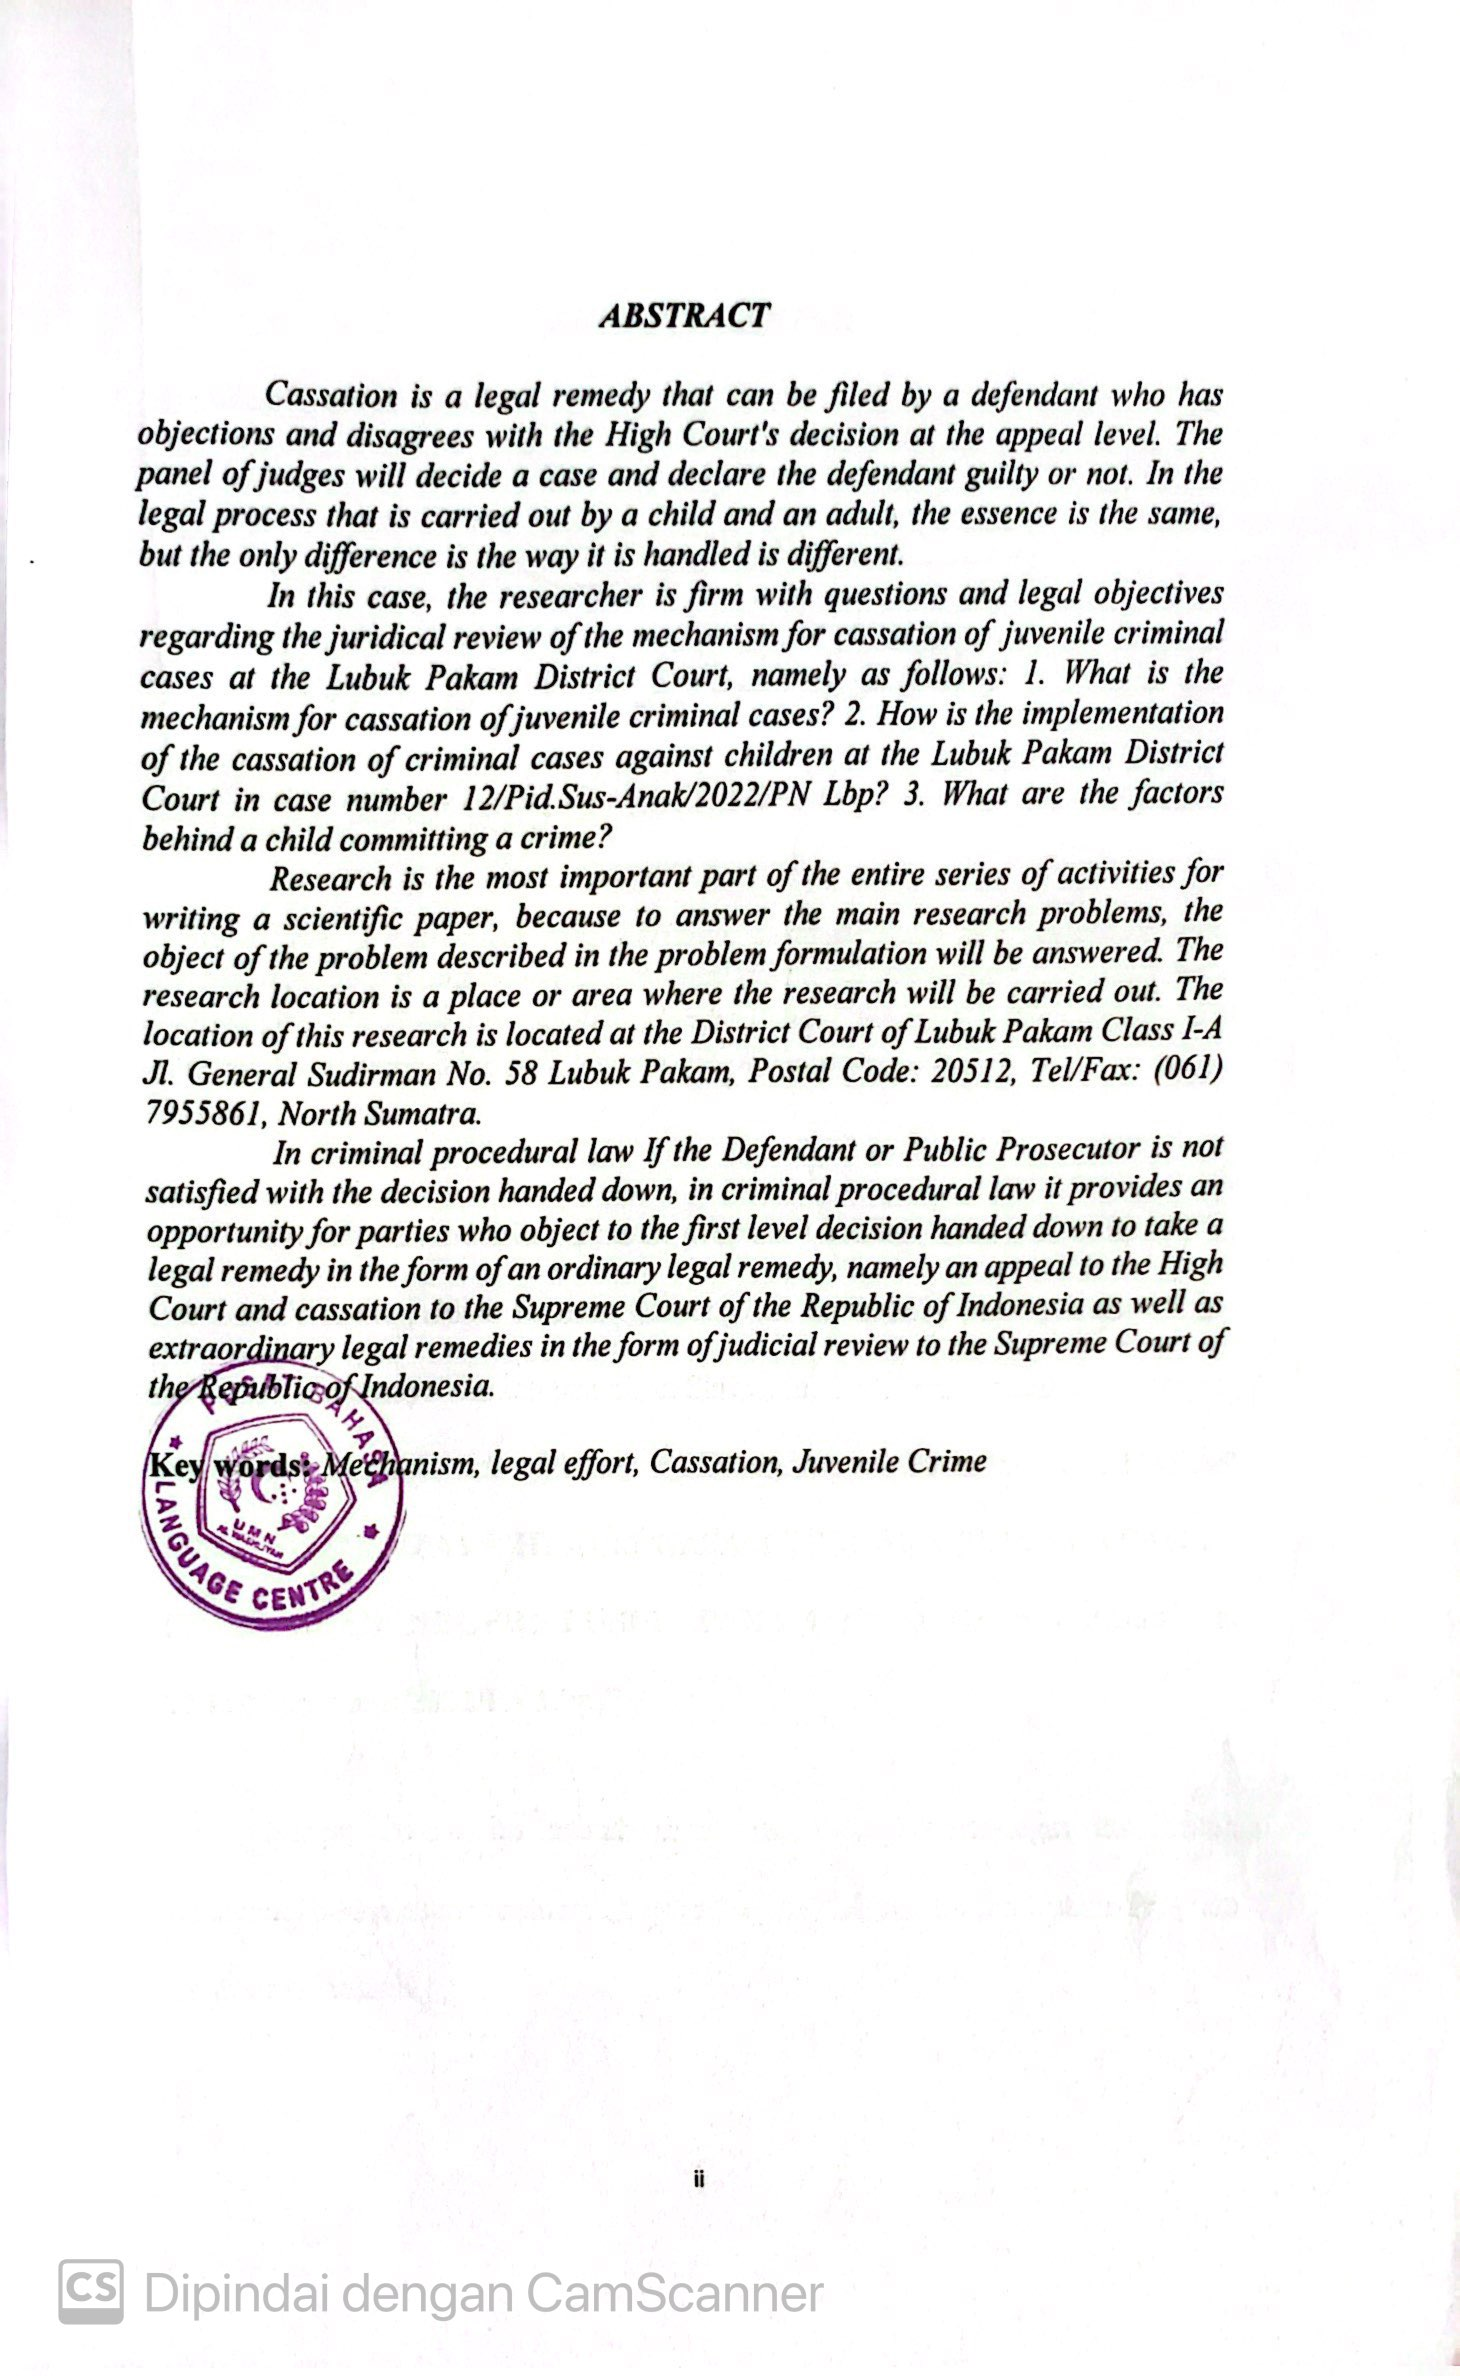 ABSTRACT
Cassation is a legal remedy that can be filed by a defendant who has
objections and disagrees with the High Court's decision at the appeal level. The
panel of judges will decide a case and declare the defendant guilty or not. In the
legal process that is carried out by a child and an adult, the essence is the same,
but the only difference is the way it is handled is different.
In this case, the researcher is firm with questions and legal objectives
regarding the juridical review of the mechanism for cassation of juvenile criminal
cases at the Lubuk Pakam District Court, namely as follows: 1. What is the
mechanism for cassation of juvenile criminal cases? 2. How is the implementation
of the cassation of criminal cases against children at the Lubuk Pakam District
Court in case number 12/Pid.Sus-Anak/2022/PN Lbp? 3. What are the factors
behind a child committing a crime?
Research is the most important part of the entire series of activities for
writing a scientific paper, because to answer the main research problems, the
object of the problem described in the problem formulation will be answered. The
research location is a place or area where the research will be carried out. The
location of this research is located at the District Court of Lubuk Pakam Class I-A
Jl. General Sudirman No. 58 Lubuk Pakam, Postal Code: 20512, Tel/Fax: (061)
7955861, North Sumatra.
In criminal procedural law If the Defendant or Public Prosecutor is not
satisfied with the decision handed down, in criminal procedural law it provides an
opportunity for parties who object to the first level decision handed down to take a
legal remedy in the form of an ordinary legal remedy, namely an appeal to the High
Court and cassation to the Supreme Court of the Republic of Indonesia as well as
extraordinary legal remedies in the form of judicial review to the Supreme Court of
the Republic of Indonesia.
Key words: Mechanism, legal effort, Cassation, Juvenile Crime
PUSAT BAHASA
UMN
AL WASHLIYAH
LANGUAGE CENTRE
ii
CS Dipindai dengan CamScanner